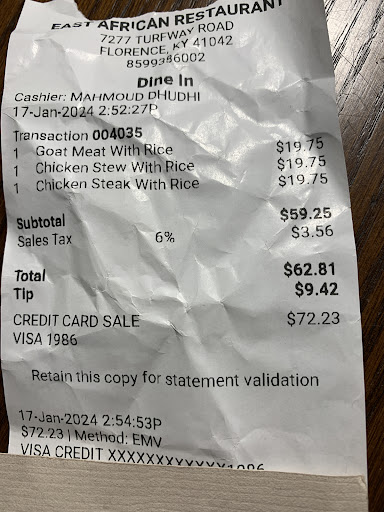 EAST AFRICAN RESTAURANT
7277 TURFWAY ROAD
FLORENCE, KY 41042
8599386002
Dine In
Cashier: MAHMOUD DHUDHI
17-Jan-2024 2:52:27P
Transaction 004035
1 Goat Meat With Rice $19.75
1 Chicken Stew With Rice $19.75
1 Chicken Steak With Rice $19.75
Subtotal $59.25
Sales Tax 6% $3.56
Total $62.81
Tip $9.42
CREDIT CARD SALE $72.23
VISA 1986
Retain this copy for statement validation
17-Jan-2024 2:54:53P
$72.23 | Method: EMV
VISA CREDIT